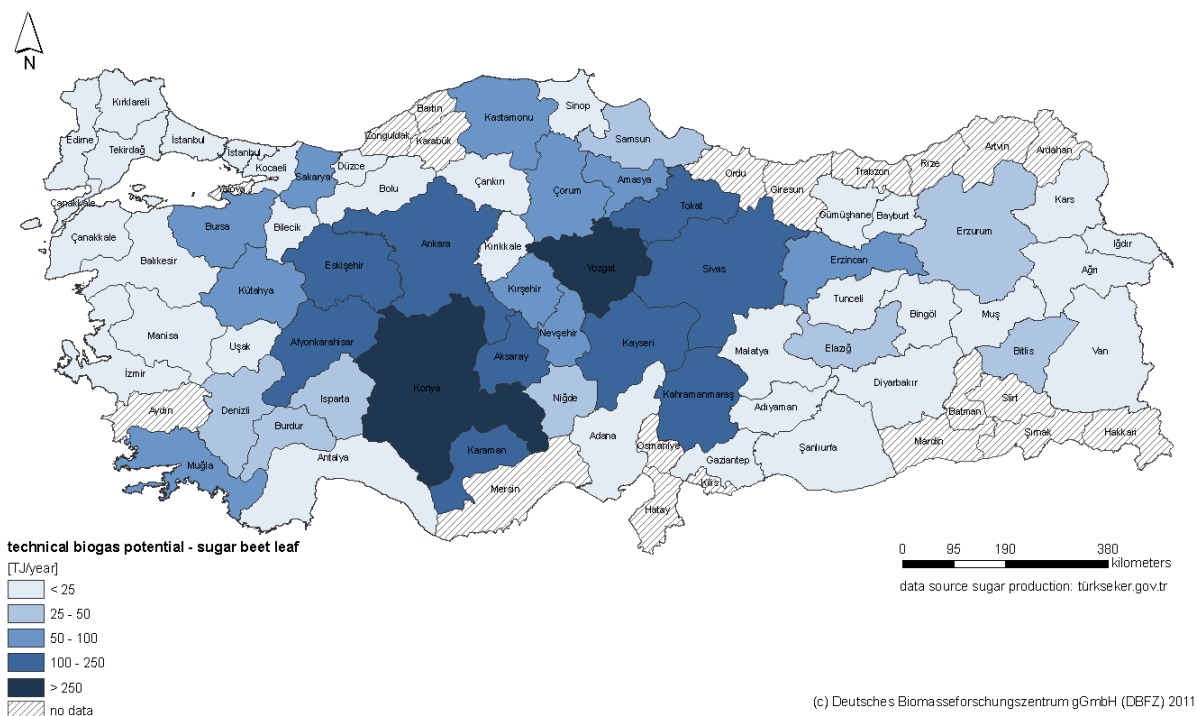 N
Kırklareli
Edirne
Tekirdağ
İstanbul
İstanbul
Kocaeli
Yalova
Sakarya
Düzce
Zonguldak
Bartın
Karabük
Kastamonu
Sinop
Samsun
Bolu
Çankırı
Çorum
Amasya
Ordu
Giresun
Trabzon
Rize
Artvin
Ardahan
Çanakkale
Çanakkale
Bursa
Bilecik
Tokat
Gümüşhane
Bayburt
Kars
Balıkesir
Eskişehir
Ankara
Kırıkkale
Yozgat
Sivas
Erzincan
Erzurum
Iğdır
Ağrı
Kütahya
Kırşehir
Tunceli
Bingöl
Muş
Manisa
Uşak
Afyonkarahisar
Nevşehir
Kayseri
Malatya
Elazığ
Bitlis
Van
İzmir
Konya
Aksaray
Diyarbakır
Aydın
Denizli
Isparta
Niğde
Kahramanmaraş
Adıyaman
Batman
Siirt
Burdur
Adana
Osmaniye
Gaziantep
Şanlıurfa
Mardin
Şırnak
Hakkari
Muğla
Antalya
Karaman
Mersin
Kilis
Hatay
technical biogas potential - sugar beet leaf
[TJ/year]
< 25
25 - 50
50 - 100
100 - 250
> 250
no data
0 95 190 380
kilometers
data source sugar production: türkseker.gov.tr
(c) Deutsches Biomasseforschungszentrum gGmbH (DBFZ) 2011